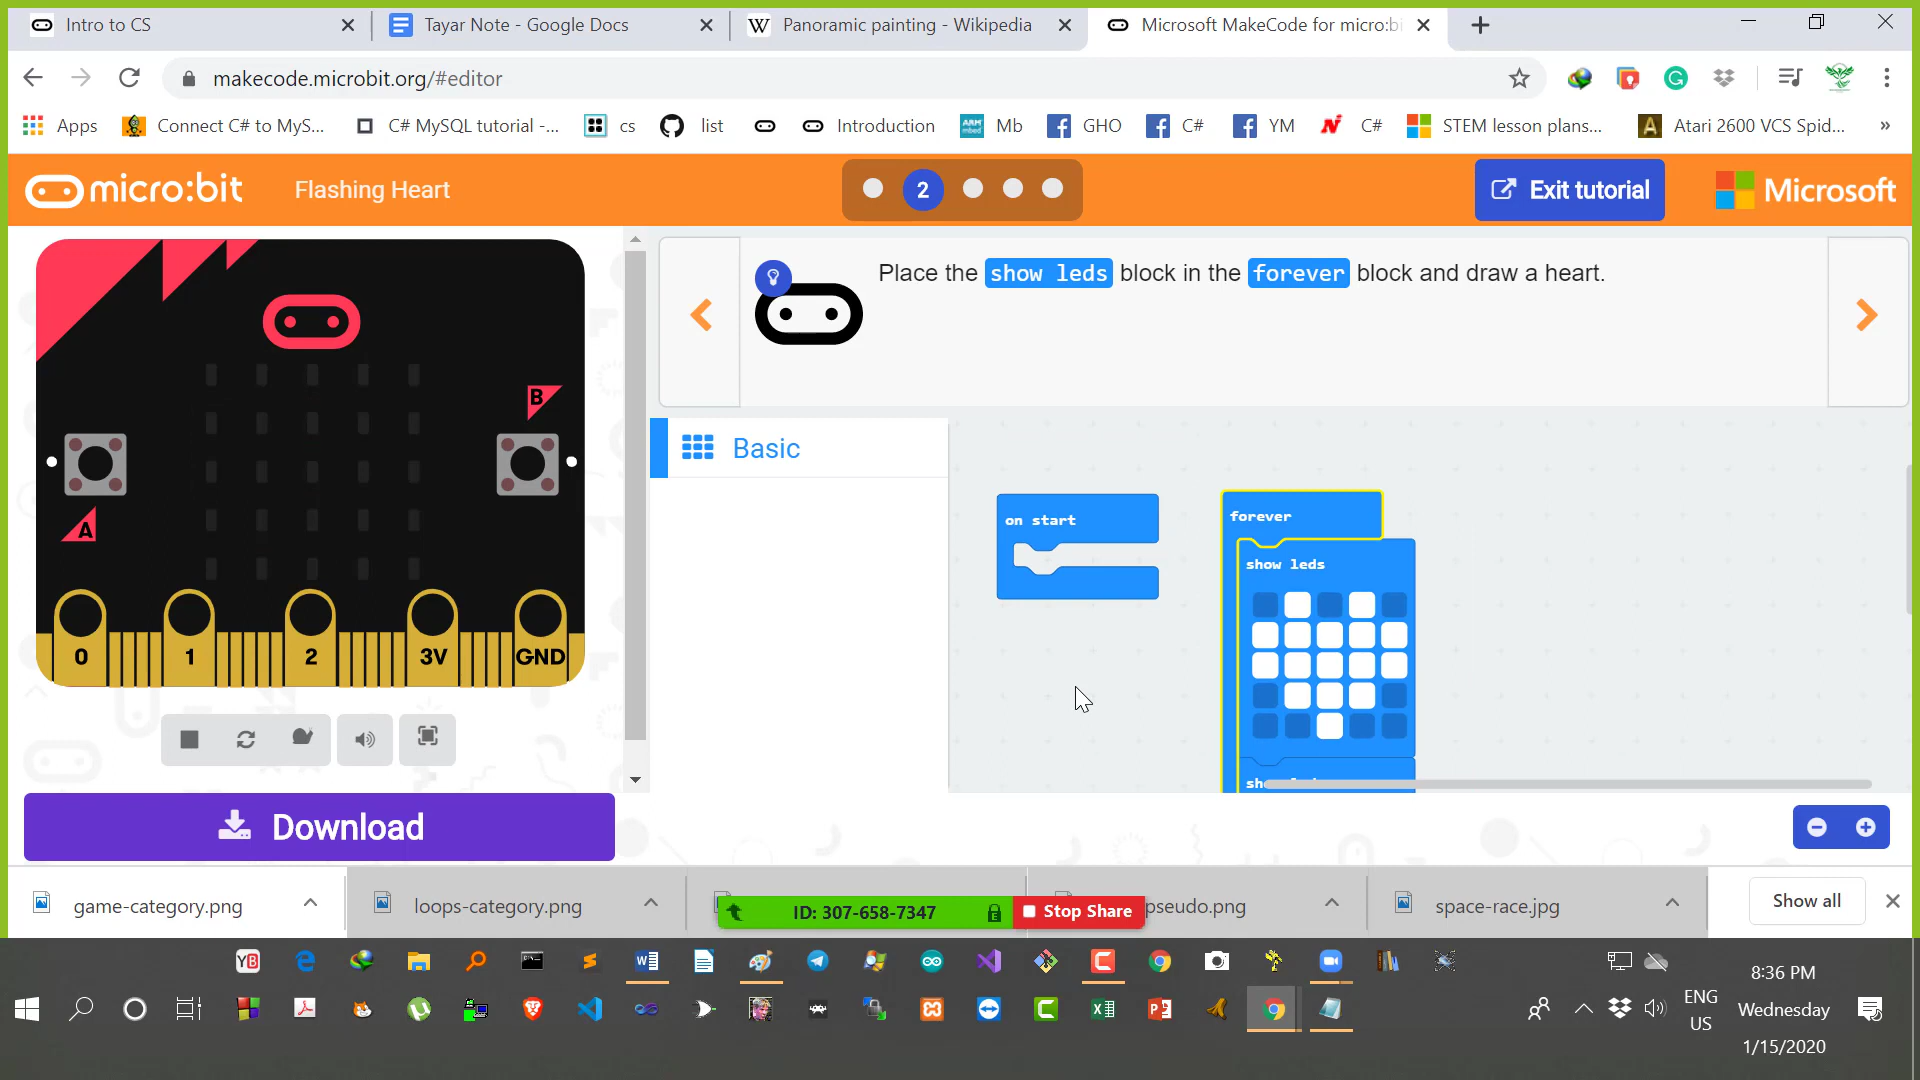 Intro to CS
Tayar Note - Google Docs
Panoramic painting - Wikipedia
Microsoft MakeCode for micro:bi
makecode.microbit.org/#editor
Apps
Connect C# to MyS...
C# MySQL tutorial -...
cs
list
Introduction
ARM mbed
Mb
GHO
C#
YM
C#
STEM lesson plans...
Atari 2600 VCS Spid...
»
micro:bit
Flashing Heart
2
Exit tutorial
Microsoft
Place the show leds block in the forever block and draw a heart.
B
A
0
1
2
3V
GND
Basic
on start
forever
show leds
Download
game-category.png
loops-category.png
ID: 307-658-7347
Stop Share
pseudo.png
space-race.jpg
Show all
YB
8:36 PM
ENG
US
Wednesday
1/15/2020